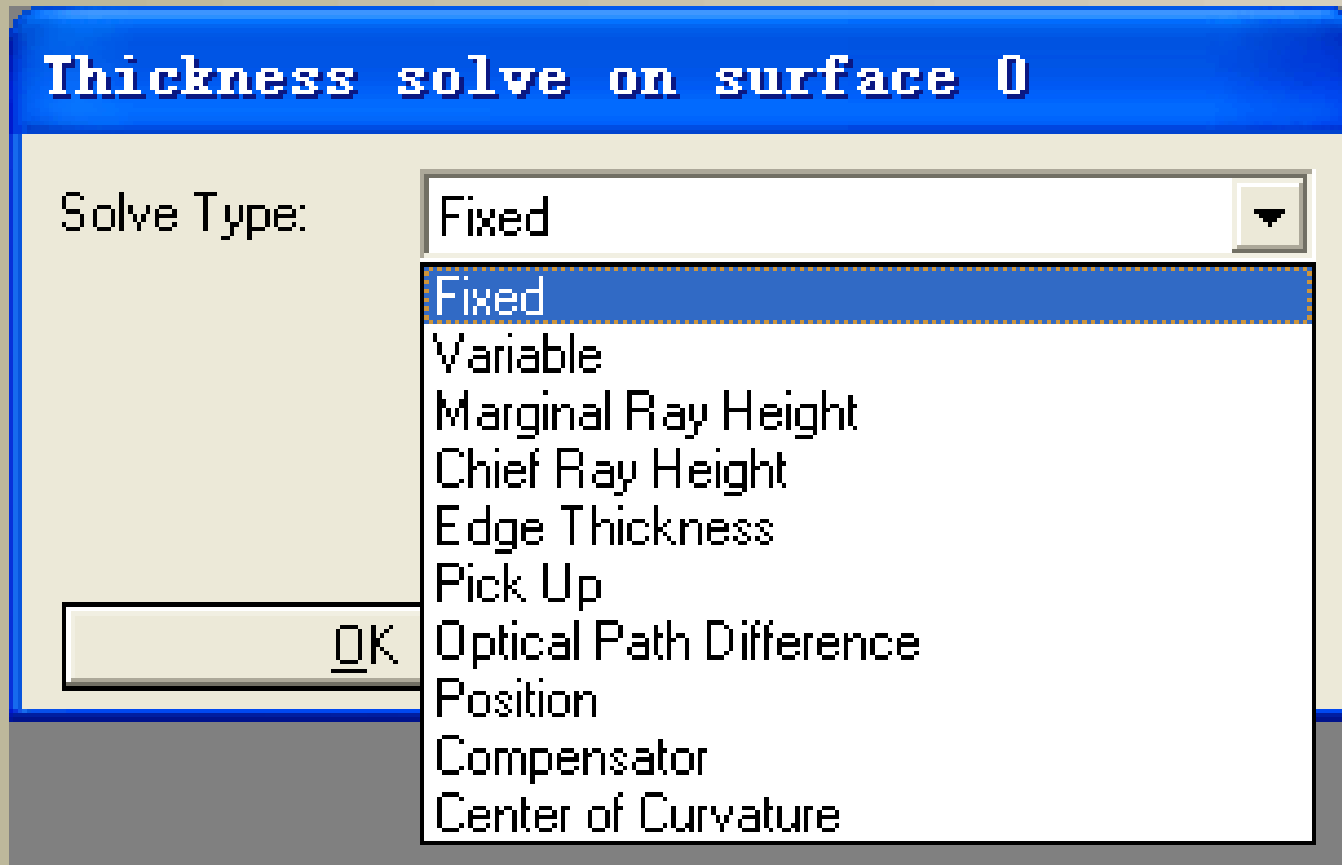 Thickness solve on surface 0
Solve Type: Fixed
Fixed
Variable
Marginal Ray Height
Chief Ray Height
Edge Thickness
Pick Up
Optical Path Difference
Position
Compensator
Center of Curvature
OK